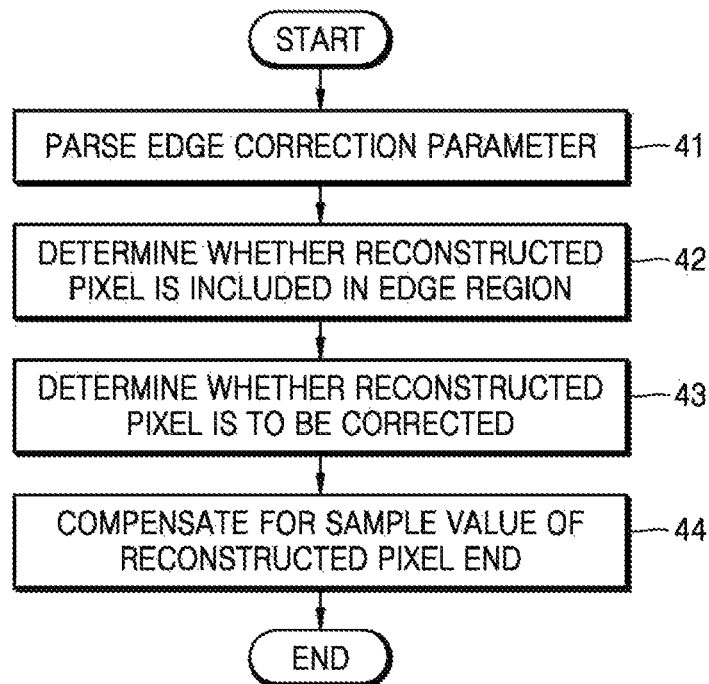 START
PARSE EDGE CORRECTION PARAMETER
41
DETERMINE WHETHER RECONSTRUCTED
PIXEL IS INCLUDED IN EDGE REGION
42
DETERMINE WHETHER RECONSTRUCTED
PIXEL IS TO BE CORRECTED
43
COMPENSATE FOR SAMPLE VALUE OF
RECONSTRUCTED PIXEL END
44
END